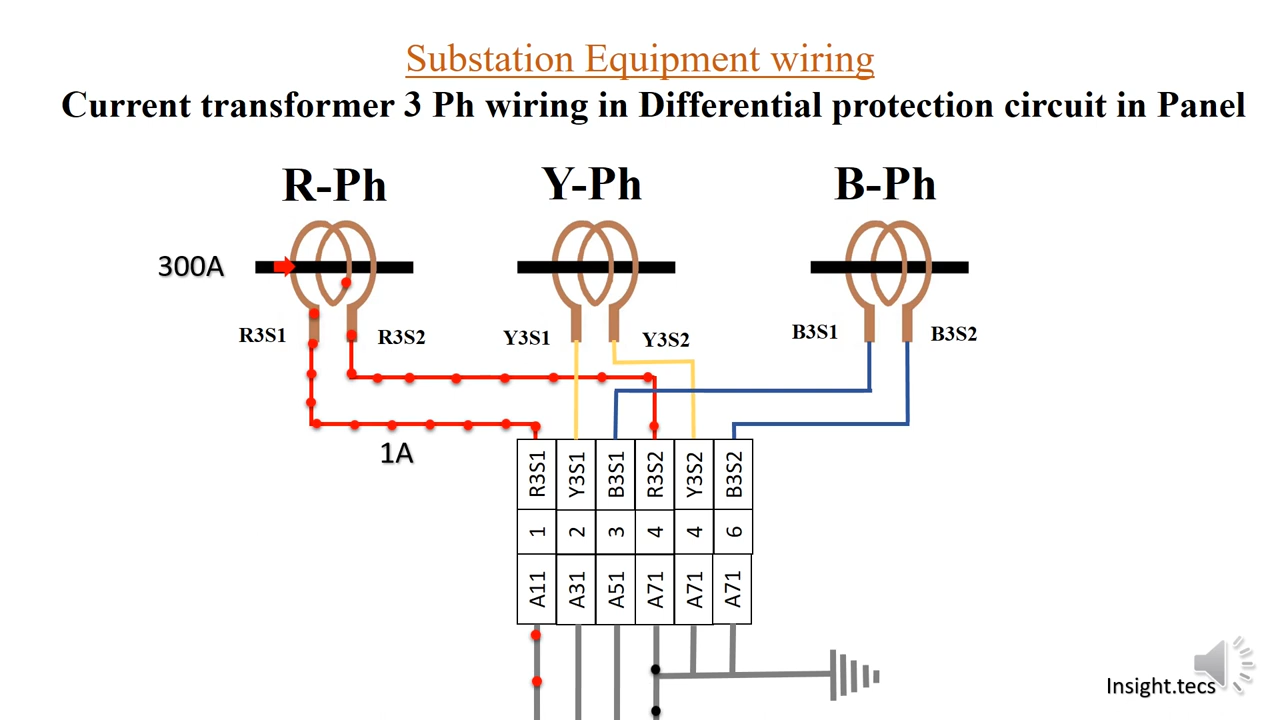 Substation Equipment wiring
Current transformer 3 Ph wiring in Differential protection circuit in Panel
R-Ph
Y-Ph
B-Ph
300A
R3S1
R3S2
Y3S1
Y3S2
B3S1
B3S2
1A
R3S1
Y3S1
B3S1
R3S2
Y3S2
B3S2
1
2
3
4
4
6
A11
A31
A51
A71
A71
A71
Insight.tecs